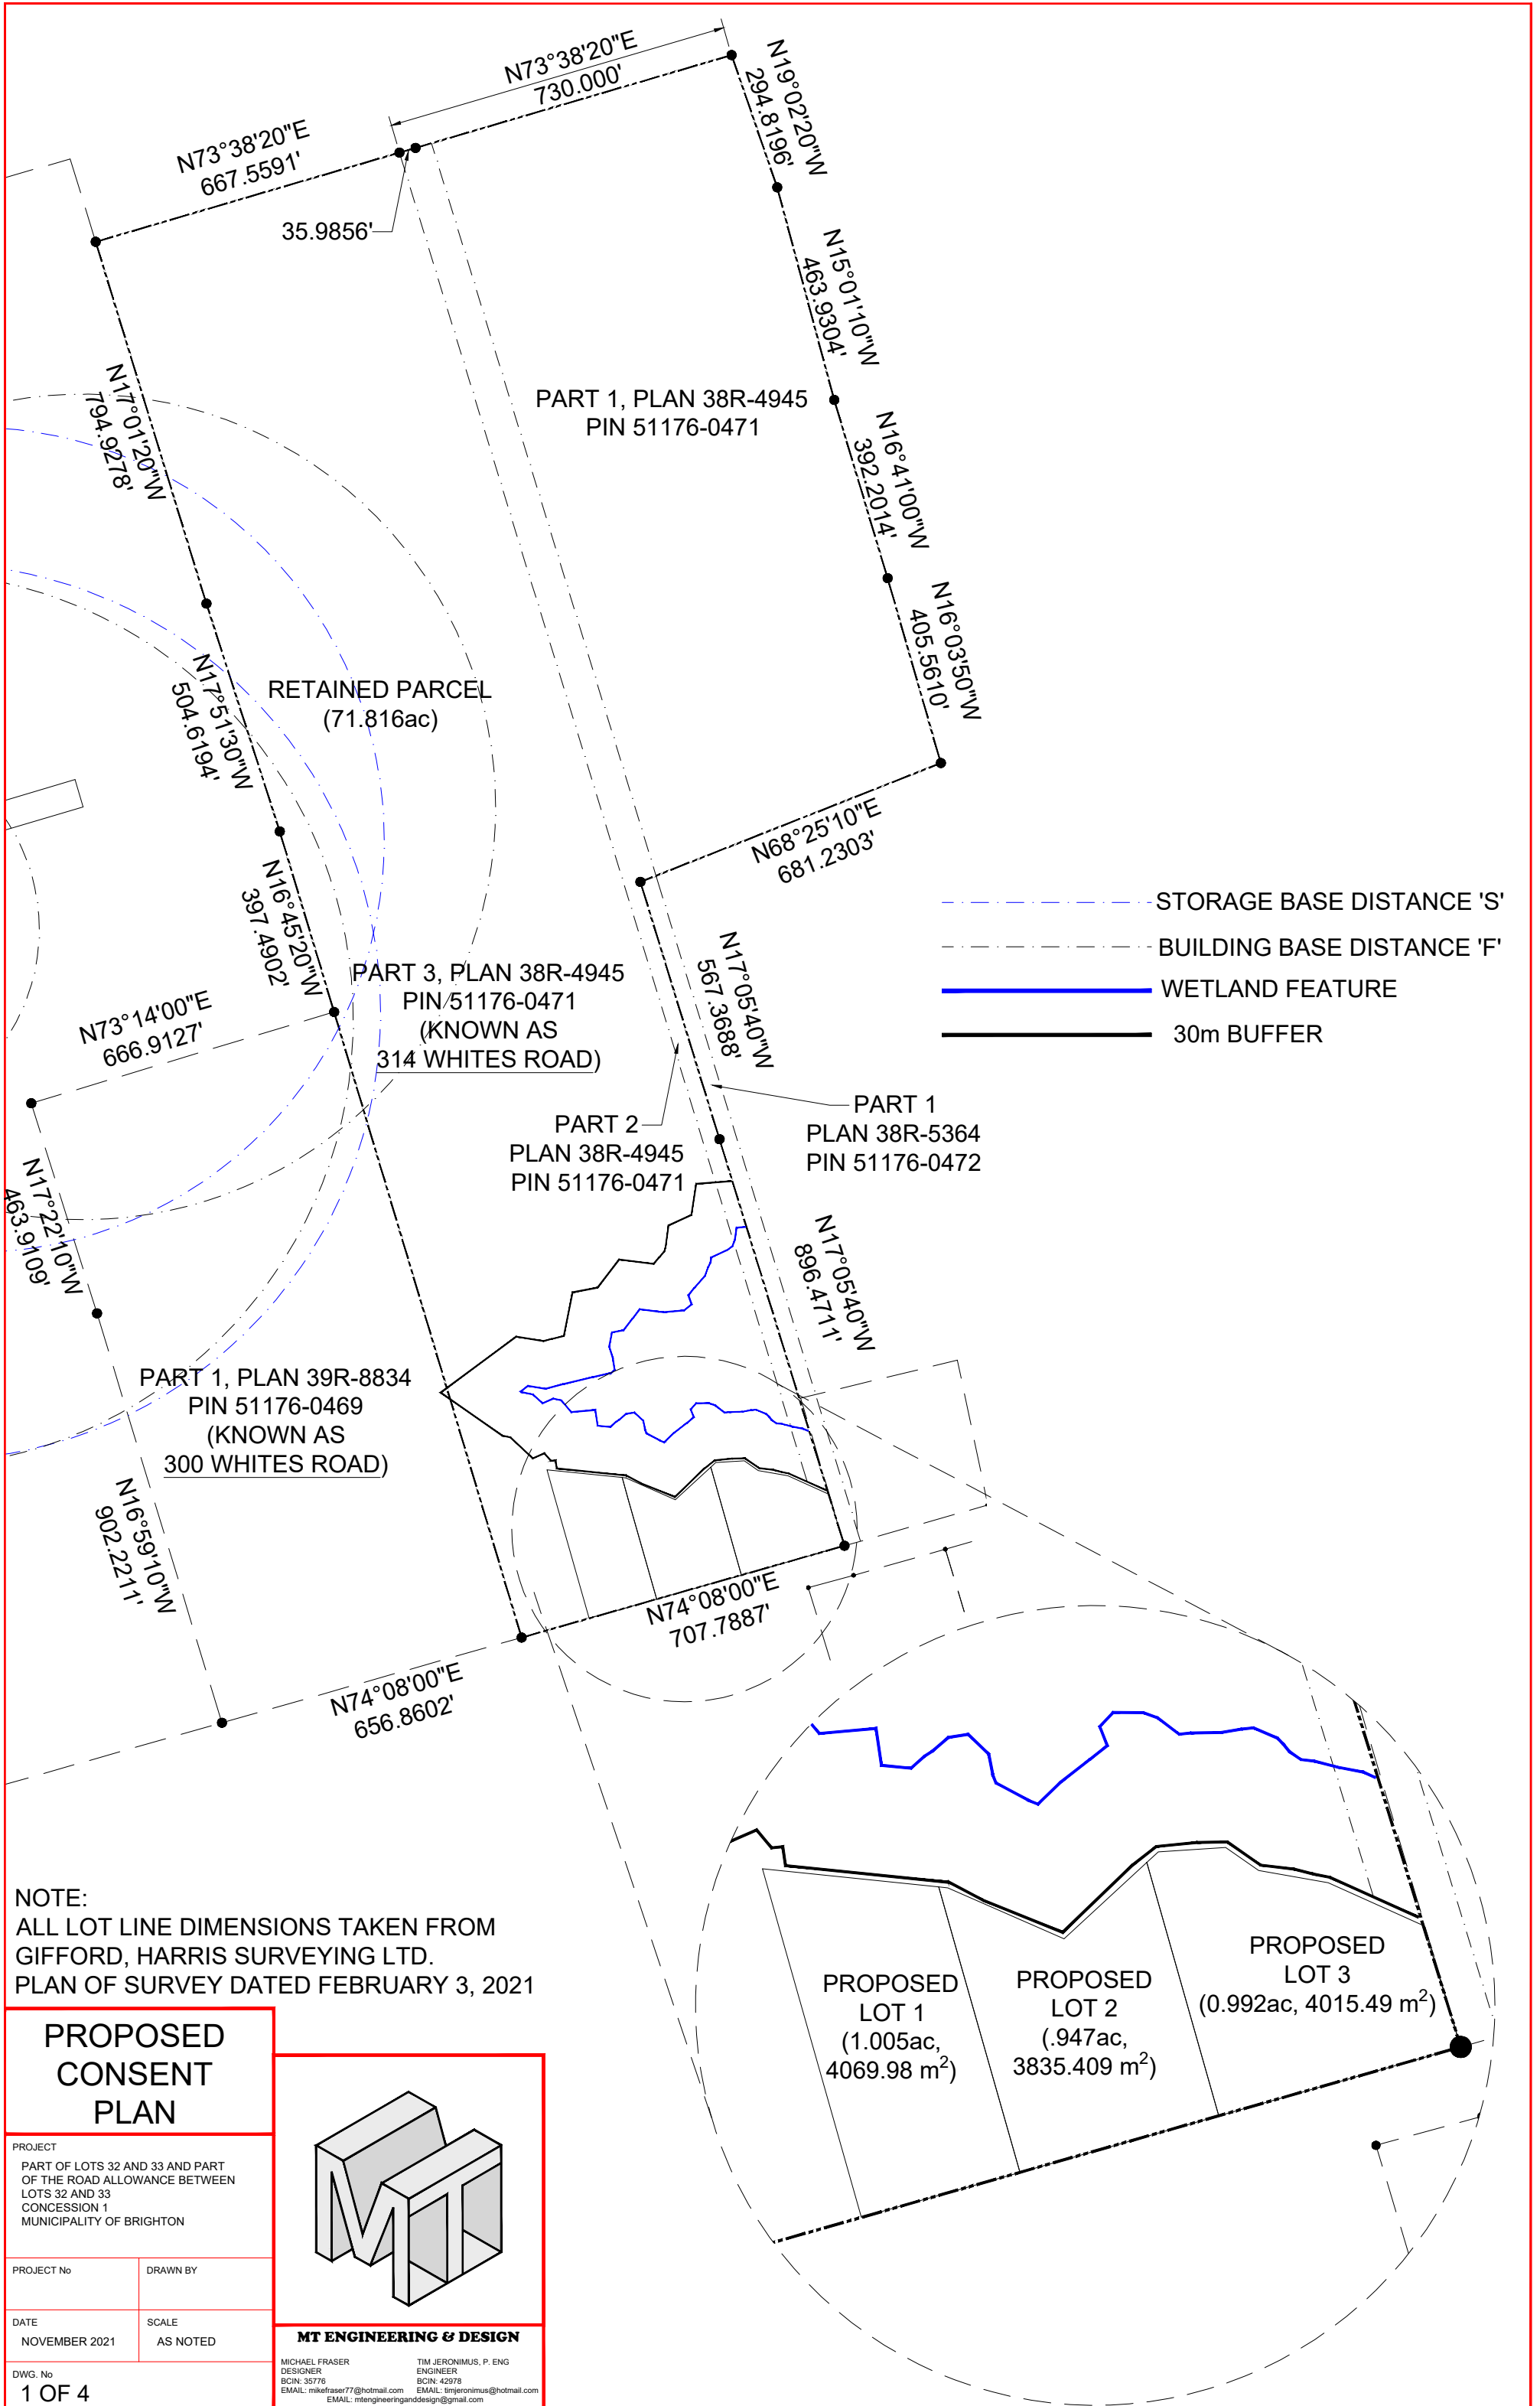 N73°38'20"E
730.000'
N19°02'20"W
294.8196'
N73°38'20"E
667.5591'
35.9856'
N15°01'10"W
463.9304'
N17°01'20"W
794.9278'
PART 1, PLAN 38R-4945
PIN 51176-0471
N16°41'00"W
392.2014'
N16°03'50"W
405.5610'
N17°51'30"W
504.6194'
RETAINED PARCEL
(71.816ac)
N68°25'10"E
681.2303'
N16°45'20"W
397.4902'
STORAGE BASE DISTANCE 'S'
BUILDING BASE DISTANCE 'F'
WETLAND FEATURE
30m BUFFER
N17°05'40"W
567.3688'
PART 3, PLAN 38R-4945
PIN 51176-0471
(KNOWN AS
314 WHITES ROAD)
N73°14'00"E
666.9127'
PART 2
PLAN 38R-4945
PIN 51176-0471
PART 1
PLAN 38R-5364
PIN 51176-0472
N17°22'10"W
463.9109'
N17°05'40"W
896.4711'
PART 1, PLAN 39R-8834
PIN 51176-0469
(KNOWN AS
300 WHITES ROAD)
N16°59'10"W
902.2211'
N74°08'00"E
707.7887'
N74°08'00"E
656.8602'
PROPOSED
LOT 1
(1.005ac,
4069.98 m²)
PROPOSED
LOT 2
(.947ac,
3835.409 m²)
PROPOSED
LOT 3
(0.992ac, 4015.49 m²)
NOTE:
ALL LOT LINE DIMENSIONS TAKEN FROM
GIFFORD, HARRIS SURVEYING LTD.
PLAN OF SURVEY DATED FEBRUARY 3, 2021
PROPOSED
CONSENT
PLAN
PROJECT
PART OF LOTS 32 AND 33 AND PART
OF THE ROAD ALLOWANCE BETWEEN
LOTS 32 AND 33
CONCESSION 1
MUNICIPALITY OF BRIGHTON
PROJECT No
DRAWN BY
DATE
NOVEMBER 2021
SCALE
AS NOTED
DWG. No
1 OF 4
MT
MT ENGINEERING & DESIGN
MICHAEL FRASER
DESIGNER
BCIN: 35776
EMAIL: mikefraser77@hotmail.com
TIM JERONIMUS, P. ENG
ENGINEER
BCIN: 42978
EMAIL: timjeronimus@hotmail.com
EMAIL: mtengineeringanddesign@gmail.com